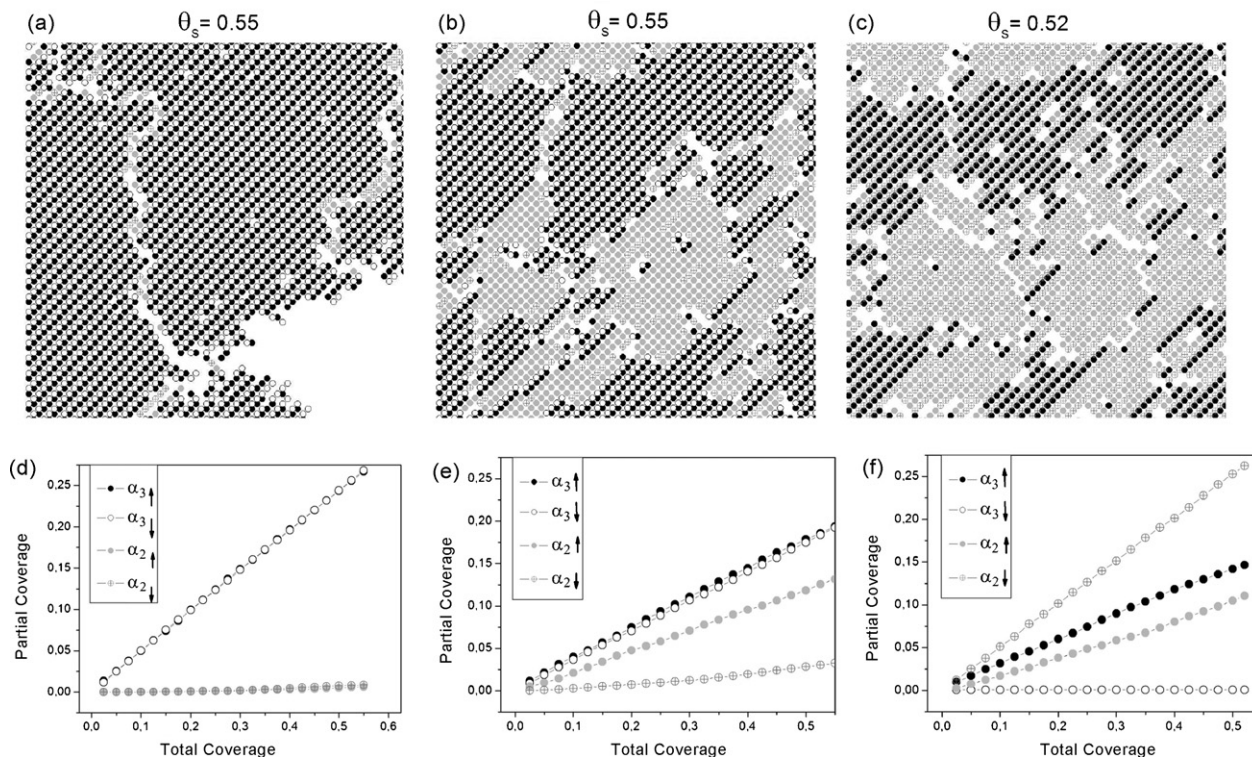 (a) θs= 0.55
(b) θs= 0.55
(c) θs= 0.52
(d)
α3↑
α3↓
α2↑
α2↓
0,25
0,20
0,15
0,10
0,05
0,00
Partial Coverage
0,0 0,1 0,2 0,3 0,4 0,5 0,6
Total Coverage
(e)
α3↑
α3↓
α2↑
α2↓
0,25
0,20
0,15
0,10
0,05
0,00
Partial Coverage
0,0 0,1 0,2 0,3 0,4 0,5
Total Coverage
(f)
α3↑
α3↓
α2↑
α2↓
0,25
0,20
0,15
0,10
0,05
0,00
Partial Coverage
0,0 0,1 0,2 0,3 0,4 0,5
Total Coverage